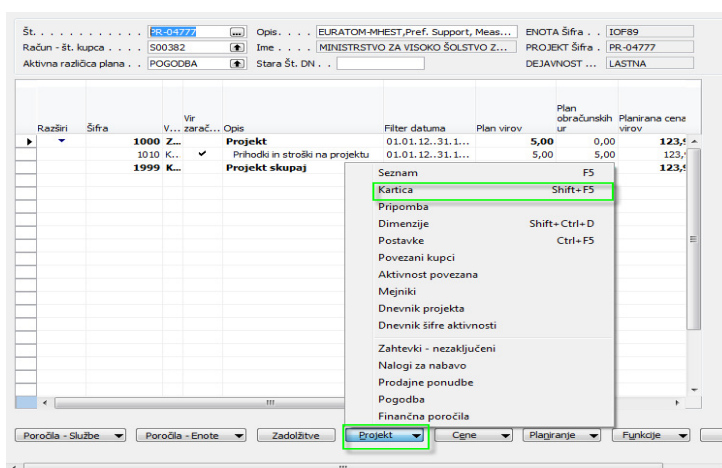 Št. . . . . . . . . . . . . PR-04777 ... Opis. . . . EURATOM-MHEST,Pref. Support, Meas... ENOTA Šifra . . IOF89
Račun - št. kupca . . . . S00382 Ime . . . . MINISTRSTVO ZA VISOKO ŠOLSTVO Z... PROJEKT Šifra . PR-04777
Aktivna različica plana . . POGODBA Stara Št. DN . . DEJAVNOST ... LASTNA
Razširi Šifra V... Vir zarač... Opis Filter datuma Plan virov Plan obračunskih ur Planirana cena virov
1000 Z... Projekt 01.01.12..31.1... 5,00 0,00 123,9
1010 K... ✔ Prihodki in stroški na projektu 01.01.12..31.1... 5,00 5,00 123,
1999 K... Projekt skupaj 123,9
Seznam F5
Kartica Shift+F5
Pripomba
Dimenzije Shift+Ctrl+D
Postavke Ctrl+F5
Povezani kupci
Aktivnost povezana
Mejniki
Dnevnik projekta
Dnevnik šifre aktivnosti
Zahtevki - nezaključeni
Nalogi za nabavo
Prodajne ponudbe
Pogodba
Finančna poročila
Poročila - Službe Poročila - Enote Zadolžitve Projekt Cene Planiranje Funkcije